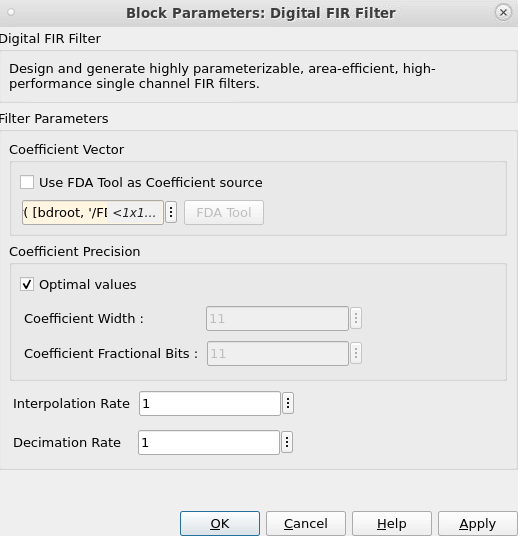 Block Parameters: Digital FIR Filter
Digital FIR Filter
Design and generate highly parameterizable, area-efficient, high-
performance single channel FIR filters.
Filter Parameters
Coefficient Vector
Use FDA Tool as Coefficient source
( [bdroot, '/FI <1x1... FDA Tool
Coefficient Precision
Optimal values
Coefficient Width : 11
Coefficient Fractional Bits : 11
Interpolation Rate 1
Decimation Rate 1
OK Cancel Help Apply